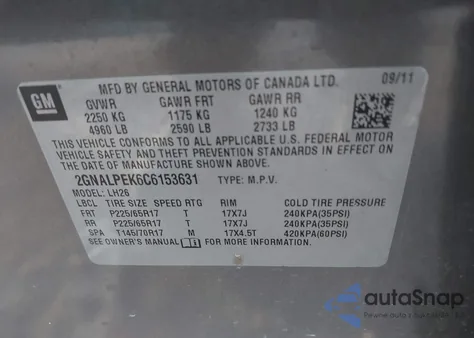 GM
MFD BY GENERAL MOTORS OF CANADA LTD. 09/11
GVWR GAWR FRT GAWR RR
2250 KG 1175 KG 1240 KG
4960 LB 2590 LB 2733 LB
THIS VEHICLE CONFORMS TO ALL APPLICABLE U.S. FEDERAL MOTOR
VEHICLE SAFETY AND THEFT PREVENTION STANDARDS IN EFFECT ON
THE DATE OF MANUFACTURE SHOWN ABOVE.
2GNALPEK6C6153631 TYPE: M.P.V.
MODEL: LH26
LBCL TIRE SIZE SPEED RTG RIM COLD TIRE PRESSURE
FRT P225/65R17 T 17X7J 240KPA(35PSI)
RR P225/65R17 T 17X7J 240KPA(35PSI)
SPA T145/70R17 M 17X4.5T 420KPA(60PSI)
SEE OWNER'S MANUAL FOR MORE INFORMATION
autoSnap
Pewne auto z